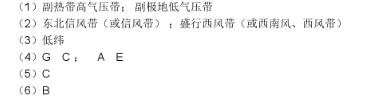 （1）副热带高气压带； 副极地低气压带
（2）东北信风带（或信风带）；盛行西风带（或西南风、西风带）
（3）低纬
（4）G C； A E
（5）C
（6）B